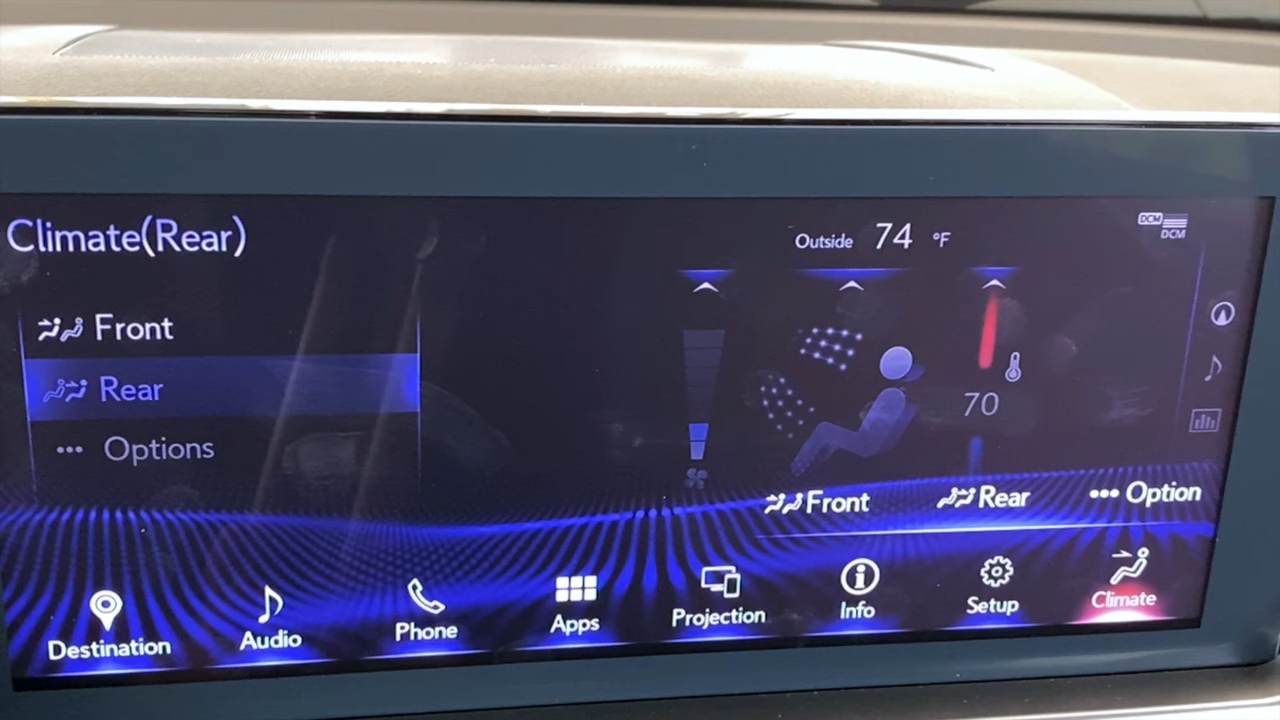 Climate(Rear)
Outside 74 °F
DCM
DCM
Front
Rear
70
••• Options
Front
Rear
••• Option
Destination
Audio
Phone
Apps
Projection
Info
Setup
Climate